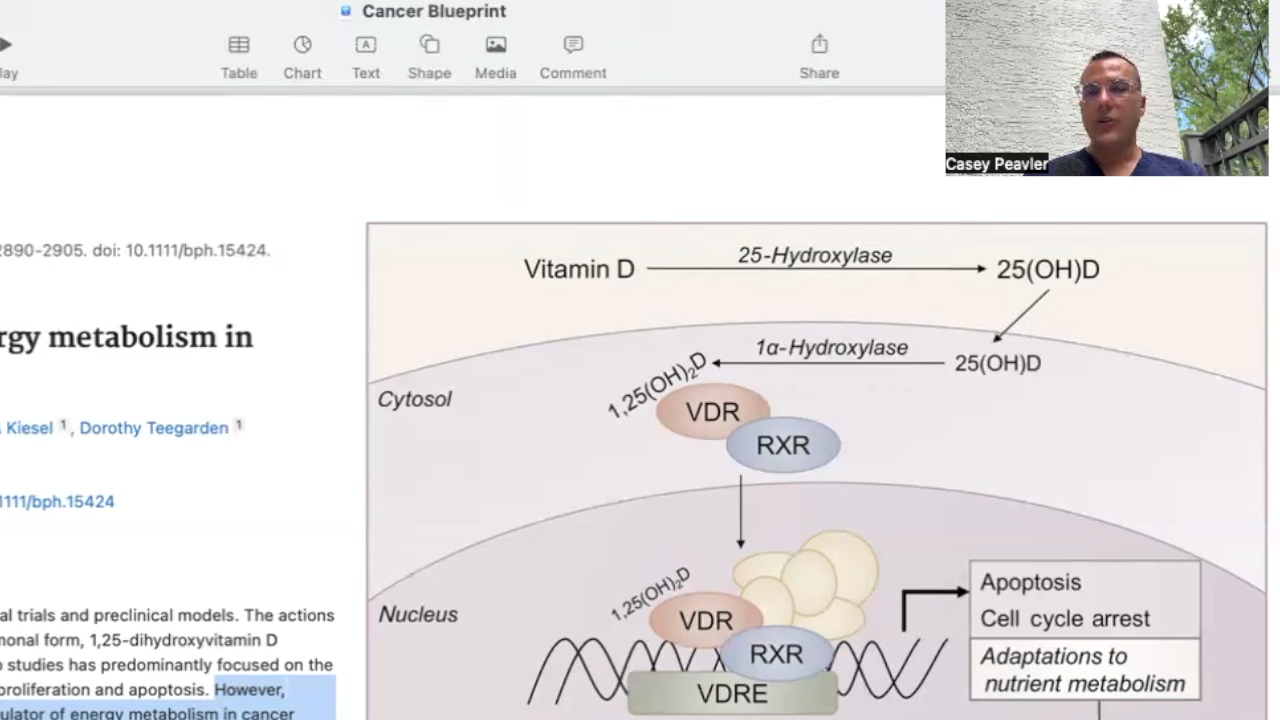 Cancer Blueprint
lay
Table
Chart
Text
Shape
Media
Comment
Share
Casey Peavler
2890-2905. doi: 10.1111/bph.15424.
rgy metabolism in
Kiesel 1, Dorothy Teegarden 1
1111/bph.15424
al trials and preclinical models. The actions
monal form, 1,25-dihydroxyvitamin D
o studies has predominantly focused on the
proliferation and apoptosis. However,
ulator of energy metabolism in cancer
Vitamin D
25-Hydroxylase
25(OH)D
1α-Hydroxylase
25(OH)D
Cytosol
1,25(OH)₂D
VDR
RXR
Nucleus
1,25(OH)₂D
VDR
RXR
VDRE
Apoptosis
Cell cycle arrest
Adaptations to
nutrient metabolism